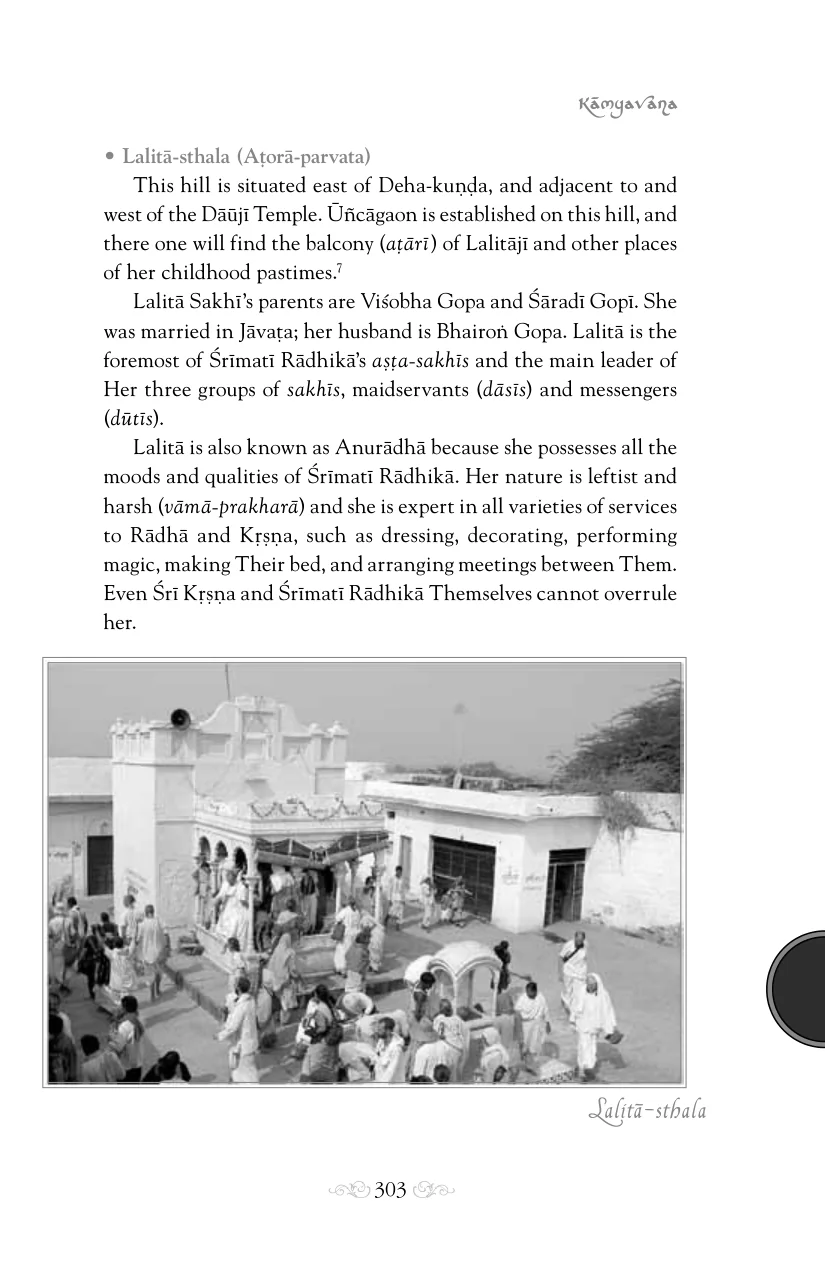 Kāmyavana
• Lalitā-sthala (Aṭorā-parvata)
This hill is situated east of Deha-kuṇḍa, and adjacent to and
west of the Dāūjī Temple. Ūñcāgaon is established on this hill, and
there one will find the balcony (aṭārī) of Lalitājī and other places
of her childhood pastimes.⁷
Lalitā Sakhī’s parents are Viśobha Gopa and Śāradī Gopī. She
was married in Jāvaṭa; her husband is Bhairoṅ Gopa. Lalitā is the
foremost of Śrīmatī Rādhikā’s aṣṭa-sakhīs and the main leader of
Her three groups of sakhīs, maidservants (dāsīs) and messengers
(dūtīs).
Lalitā is also known as Anurādhā because she possesses all the
moods and qualities of Śrīmatī Rādhikā. Her nature is leftist and
harsh (vāmā-prakharā) and she is expert in all varieties of services
to Rādhā and Kṛṣṇa, such as dressing, decorating, performing
magic, making Their bed, and arranging meetings between Them.
Even Śrī Kṛṣṇa and Śrīmatī Rādhikā Themselves cannot overrule
her.
Lalitā-sthala
303